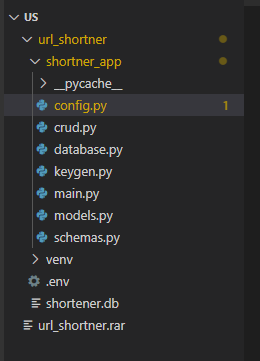 US
url_shortner
shortner_app
__pycache__
config.py 1
crud.py
database.py
keygen.py
main.py
models.py
schemas.py
venv
.env
shortener.db
url_shortner.rar